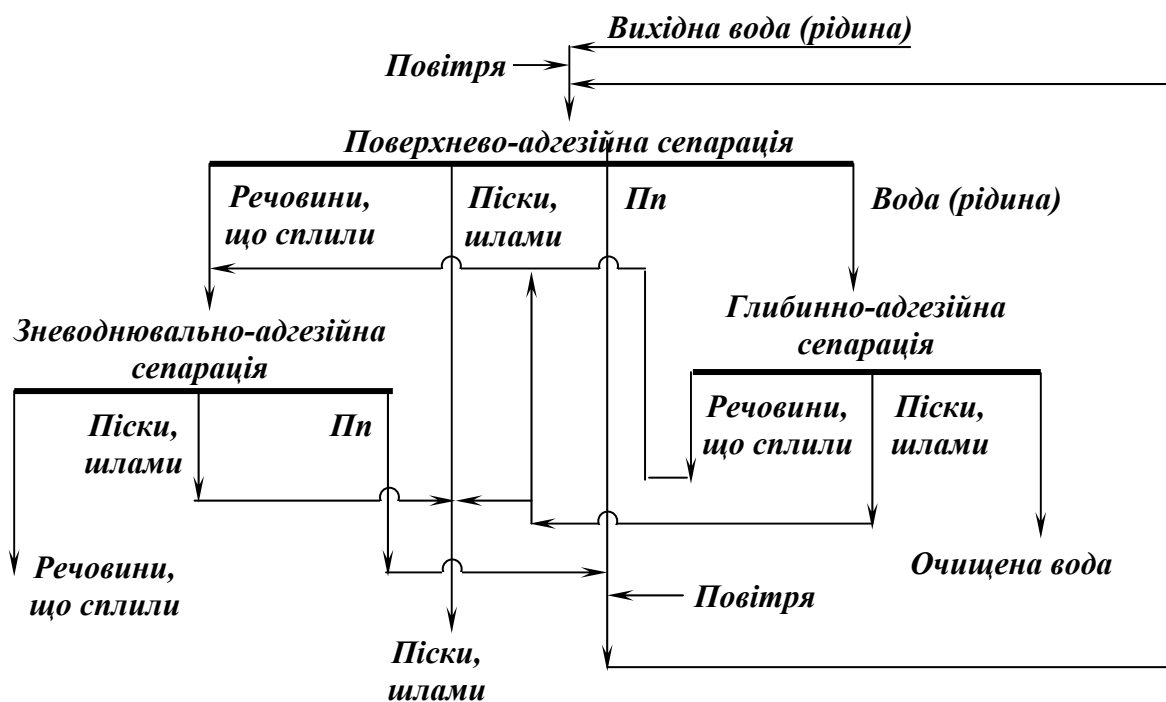 Вихідна вода (рідина)
Повітря
Поверхнево-адгезійна сепарація
Речовини,
що сплили
Піски,
шлами
Пп
Вода (рідина)
Зневоднювально-адгезійна
сепарація
Глибинно-адгезійна
сепарація
Піски,
шлами
Пп
Речовини,
що сплили
Піски,
шлами
Речовини,
що сплили
Очищена вода
Повітря
Піски,
шлами